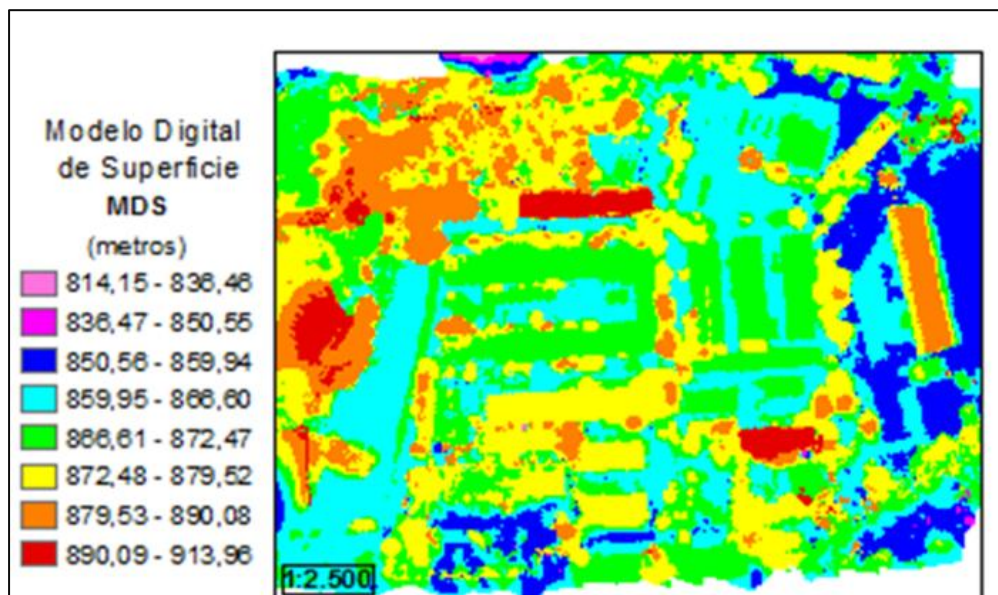 Modelo Digital
de Superficie
MDS
(metros)
814,15 - 836,46
836,47 - 850,55
850,56 - 859,94
859,95 - 866,60
866,61 - 872,47
872,48 - 879,52
879,53 - 890,08
890,09 - 913,96
1:2.500